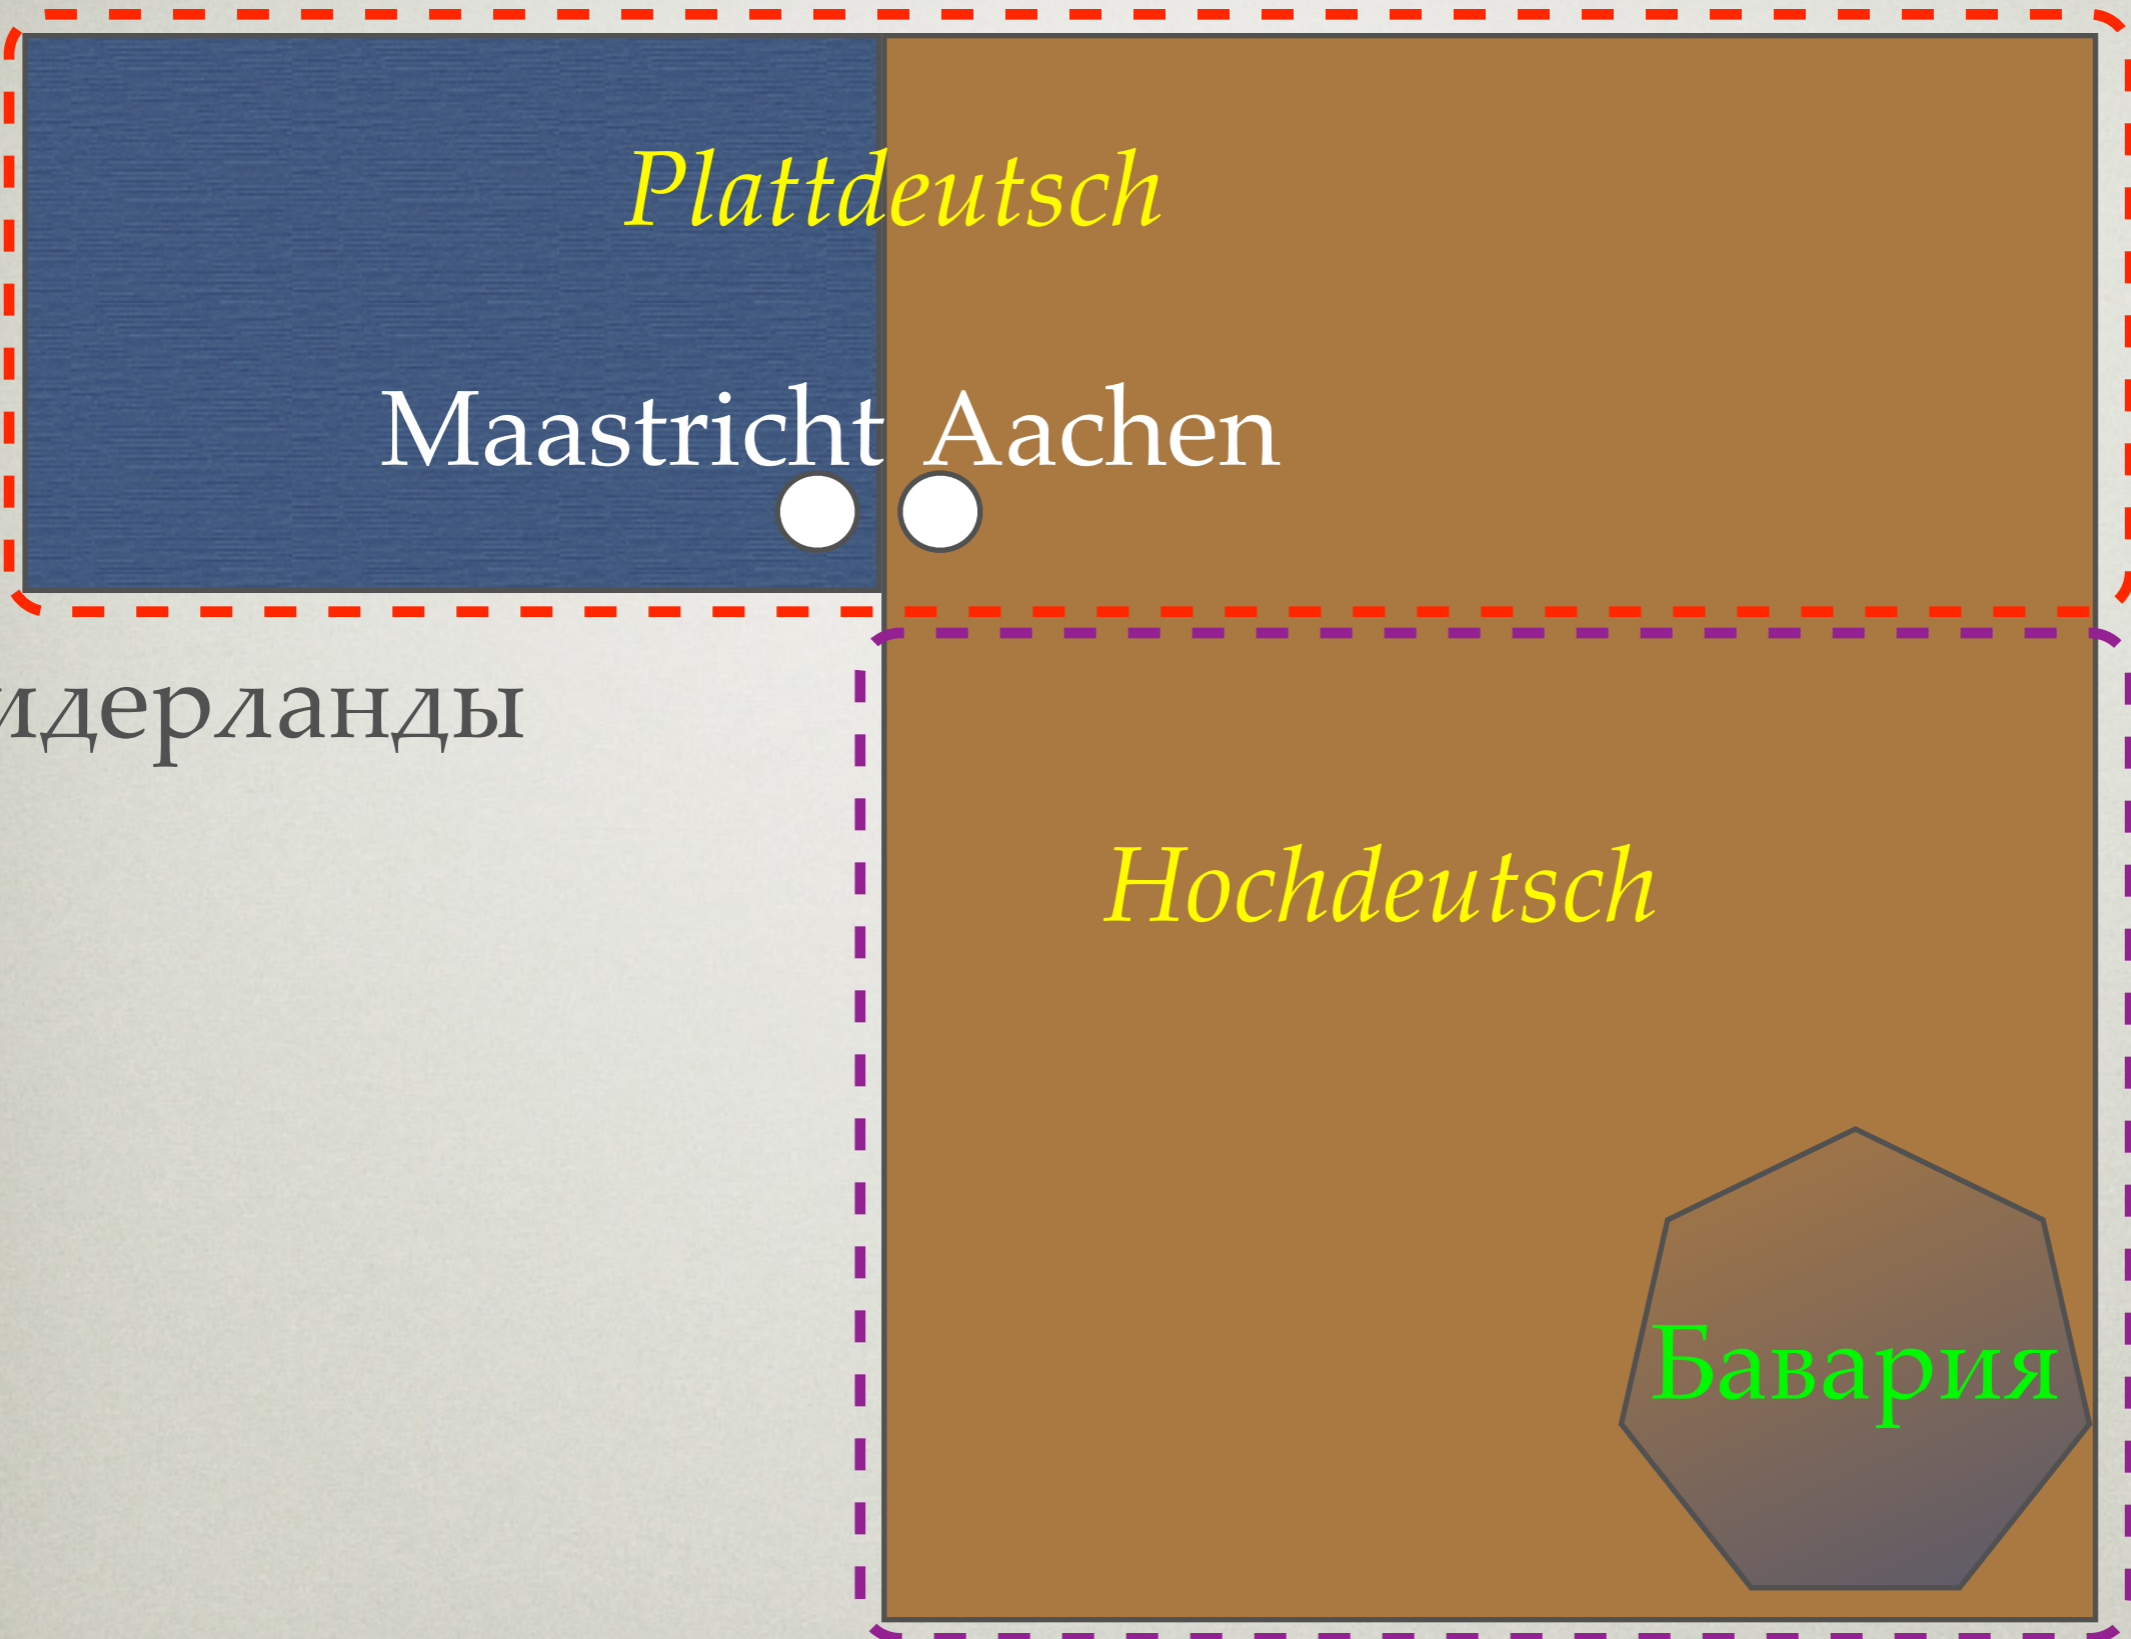 Plattdeutsch
Maastricht Aachen
идерланды
Hochdeutsch
Бавария